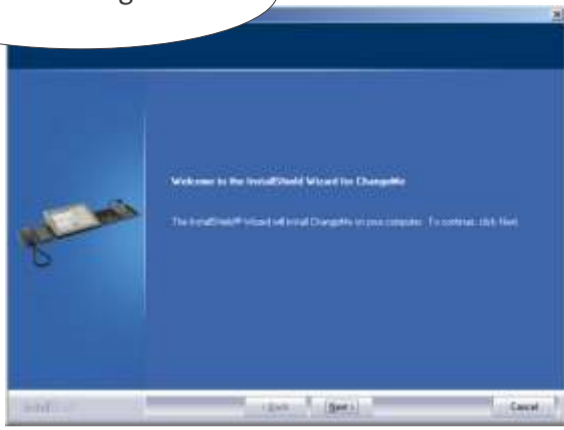 Welcome to the InstallShield Wizard for ChangeMe
The InstallShield® Wizard will install ChangeMe on your computer. To continue, click Next.
< Back
Next >
Cancel